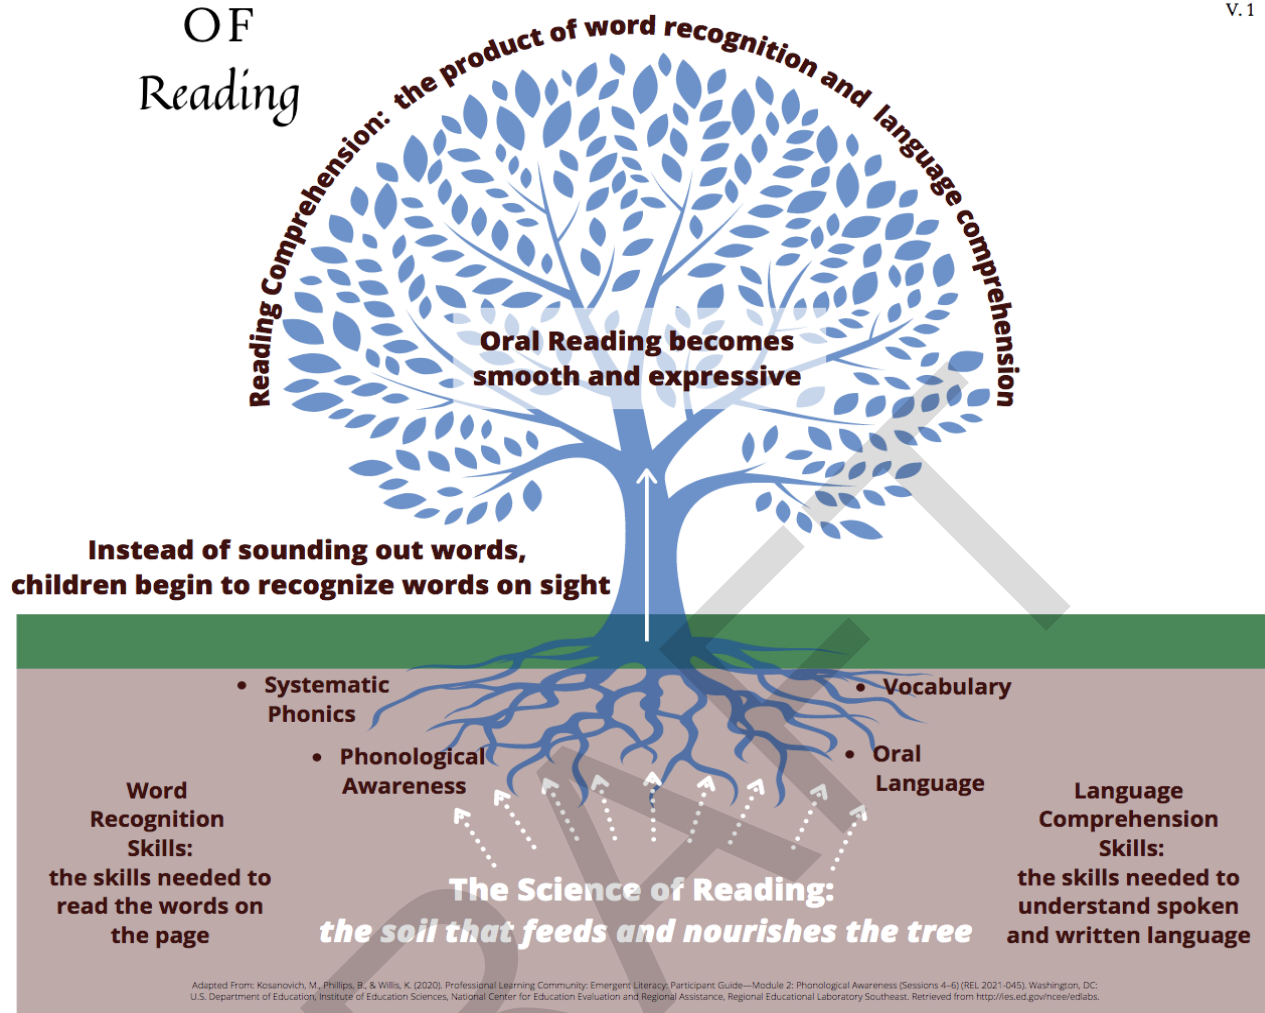 OF
Reading
V. 1
Reading Comprehension: the product of word recognition and language comprehension
Oral Reading becomes
smooth and expressive
Instead of sounding out words,
children begin to recognize words on sight
• Systematic
Phonics
• Phonological
Awareness
• Vocabulary
• Oral
Language
Word
Recognition
Skills:
the skills needed to
read the words on
the page
Language
Comprehension
Skills:
the skills needed to
understand spoken
and written language
The Science of Reading:
the soil that feeds and nourishes the tree
Adapted From: Kosanovich, M., Phillips, B., & Willis, K. (2020). Professional Learning Community: Emergent Literacy: Participant Guide—Module 2: Phonological Awareness (Sessions 4–6) (REL 2021-045). Washington, DC:
U.S. Department of Education, Institute of Education Sciences, National Center for Education Evaluation and Regional Assistance, Regional Educational Laboratory Southeast. Retrieved from http://ies.ed.gov/ncee/edlabs.
DRAFT